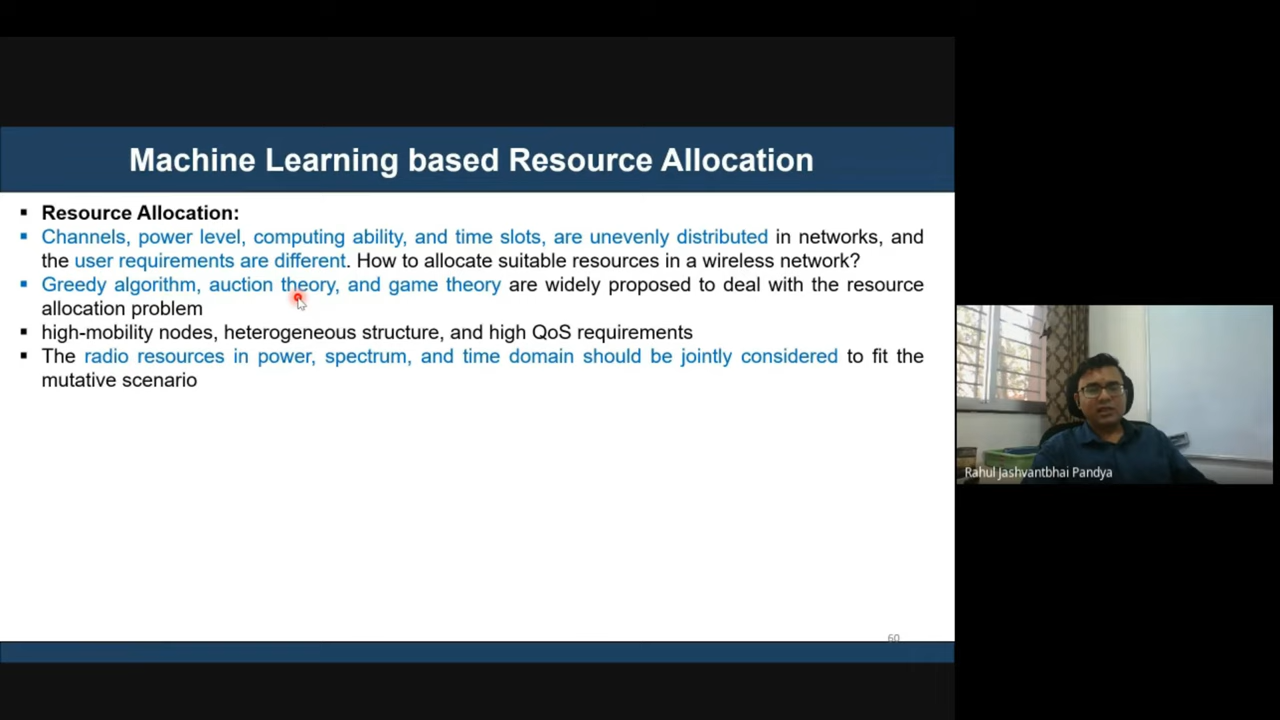 Machine Learning based Resource Allocation
▪ Resource Allocation:
▪ Channels, power level, computing ability, and time slots, are unevenly distributed in networks, and
the user requirements are different. How to allocate suitable resources in a wireless network?
▪ Greedy algorithm, auction theory, and game theory are widely proposed to deal with the resource
allocation problem
▪ high-mobility nodes, heterogeneous structure, and high QoS requirements
▪ The radio resources in power, spectrum, and time domain should be jointly considered to fit the
mutative scenario
Rahul Jashvantbhai Pandya
60